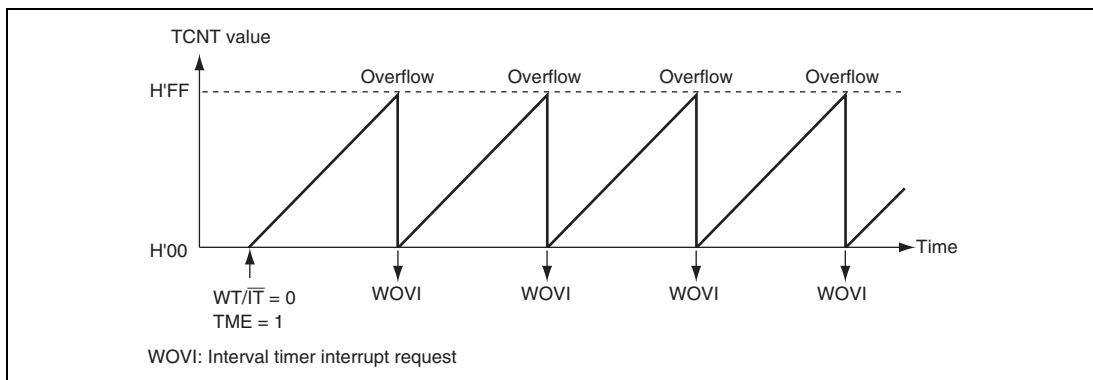 TCNT value
Overflow Overflow Overflow Overflow
H'FF
H'00
Time
WOVI WOVI WOVI WOVI
WT/I̅T̅ = 0
TME = 1
WOVI: Interval timer interrupt request